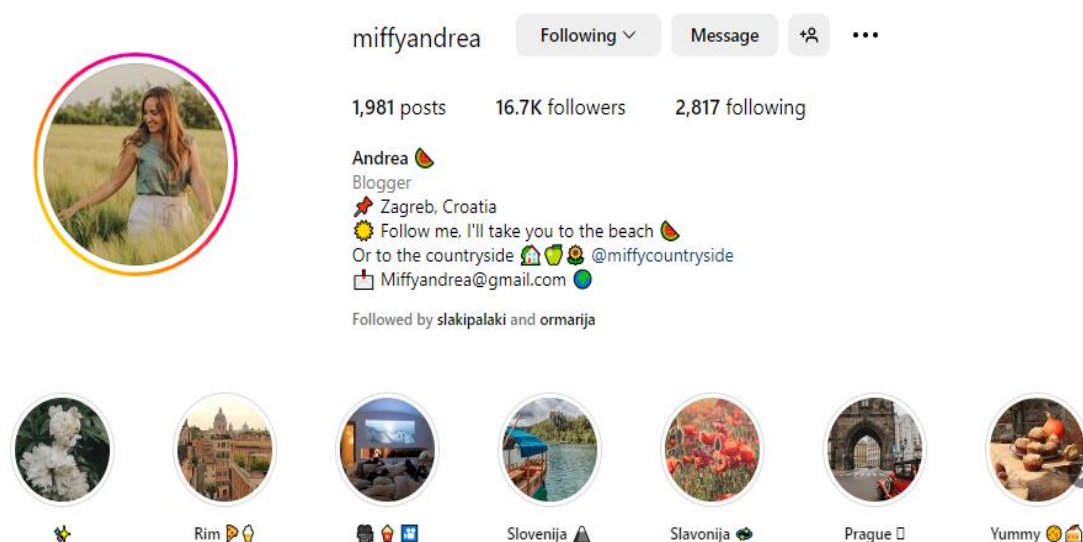 miffyandrea Following Message
1,981 posts 16.7K followers 2,817 following
Andrea 🍉
Blogger
📌 Zagreb, Croatia
🌞 Follow me, I'll take you to the beach 🍉
Or to the countryside 🏡🍏🌻 @miffycountryside
📩 Miffyandrea@gmail.com 🌍
Followed by slakipalaki and ormarija
✨ Rim 🍕🍦 🎥🍿🎦 Slovenija 🏔 Slavonija 🐲 Prague Yummy 🍪🍰